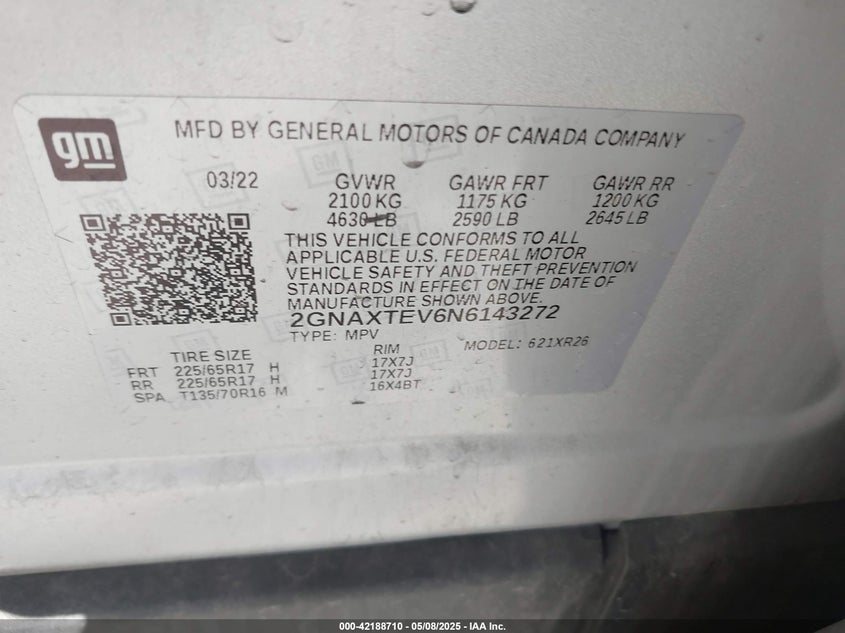 gm
MFD BY GENERAL MOTORS OF CANADA COMPANY
03/22 GVWR GAWR FRT GAWR RR
2100 KG 1175 KG 1200 KG
4630 LB 2590 LB 2645 LB
THIS VEHICLE CONFORMS TO ALL
APPLICABLE U.S. FEDERAL MOTOR
VEHICLE SAFETY AND THEFT PREVENTION
STANDARDS IN EFFECT ON THE DATE OF
MANUFACTURE SHOWN ABOVE.
2GNAXTEV6N6143272
TYPE: MPV MODEL: 621XR26
TIRE SIZE RIM
FRT 225/65R17 H 17X7J
RR 225/65R17 H 17X7J
SPA T135/70R16 M 16X4BT
000-42188710 - 05/08/2025 - IAA Inc.